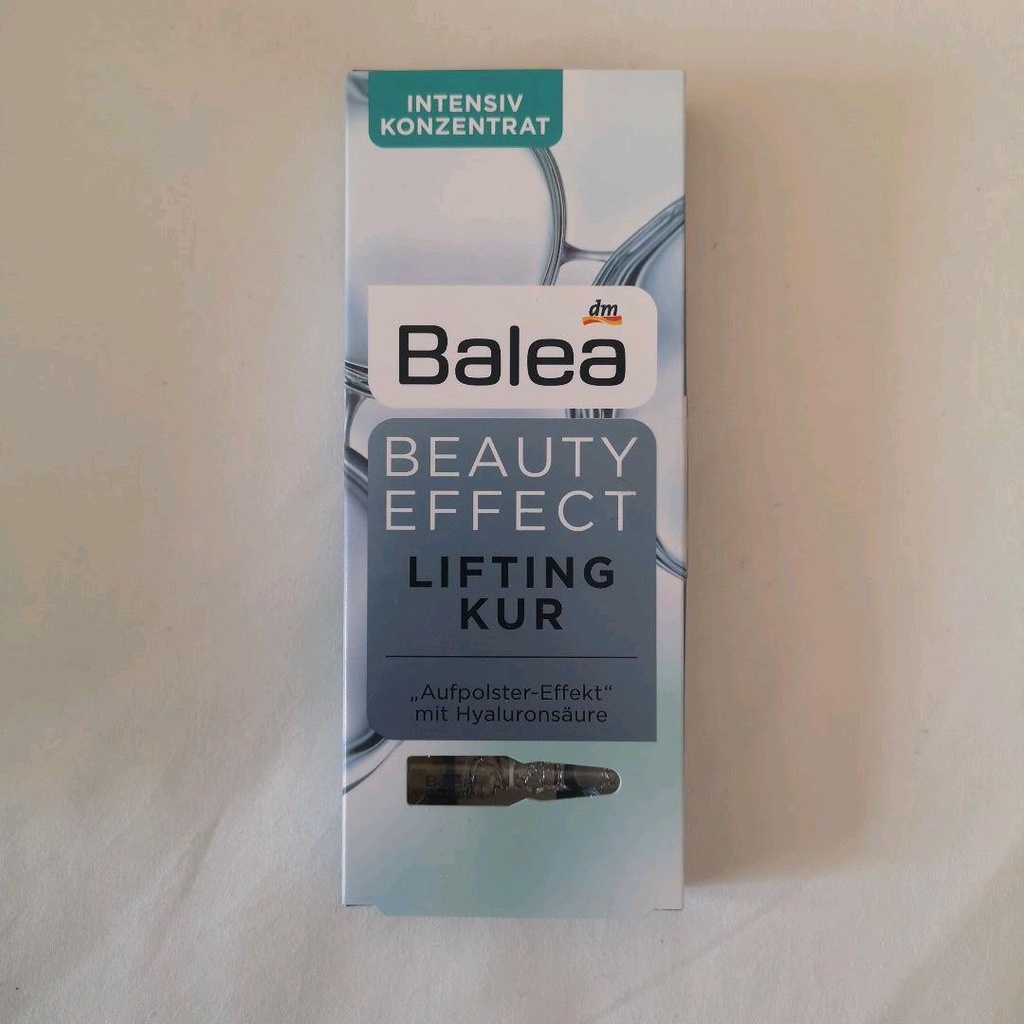 INTENSIV
KONZENTRAT
dm
Balea
BEAUTY
EFFECT
LIFTING
KUR
„Aufpolster-Effekt“
mit Hyaluronsäure